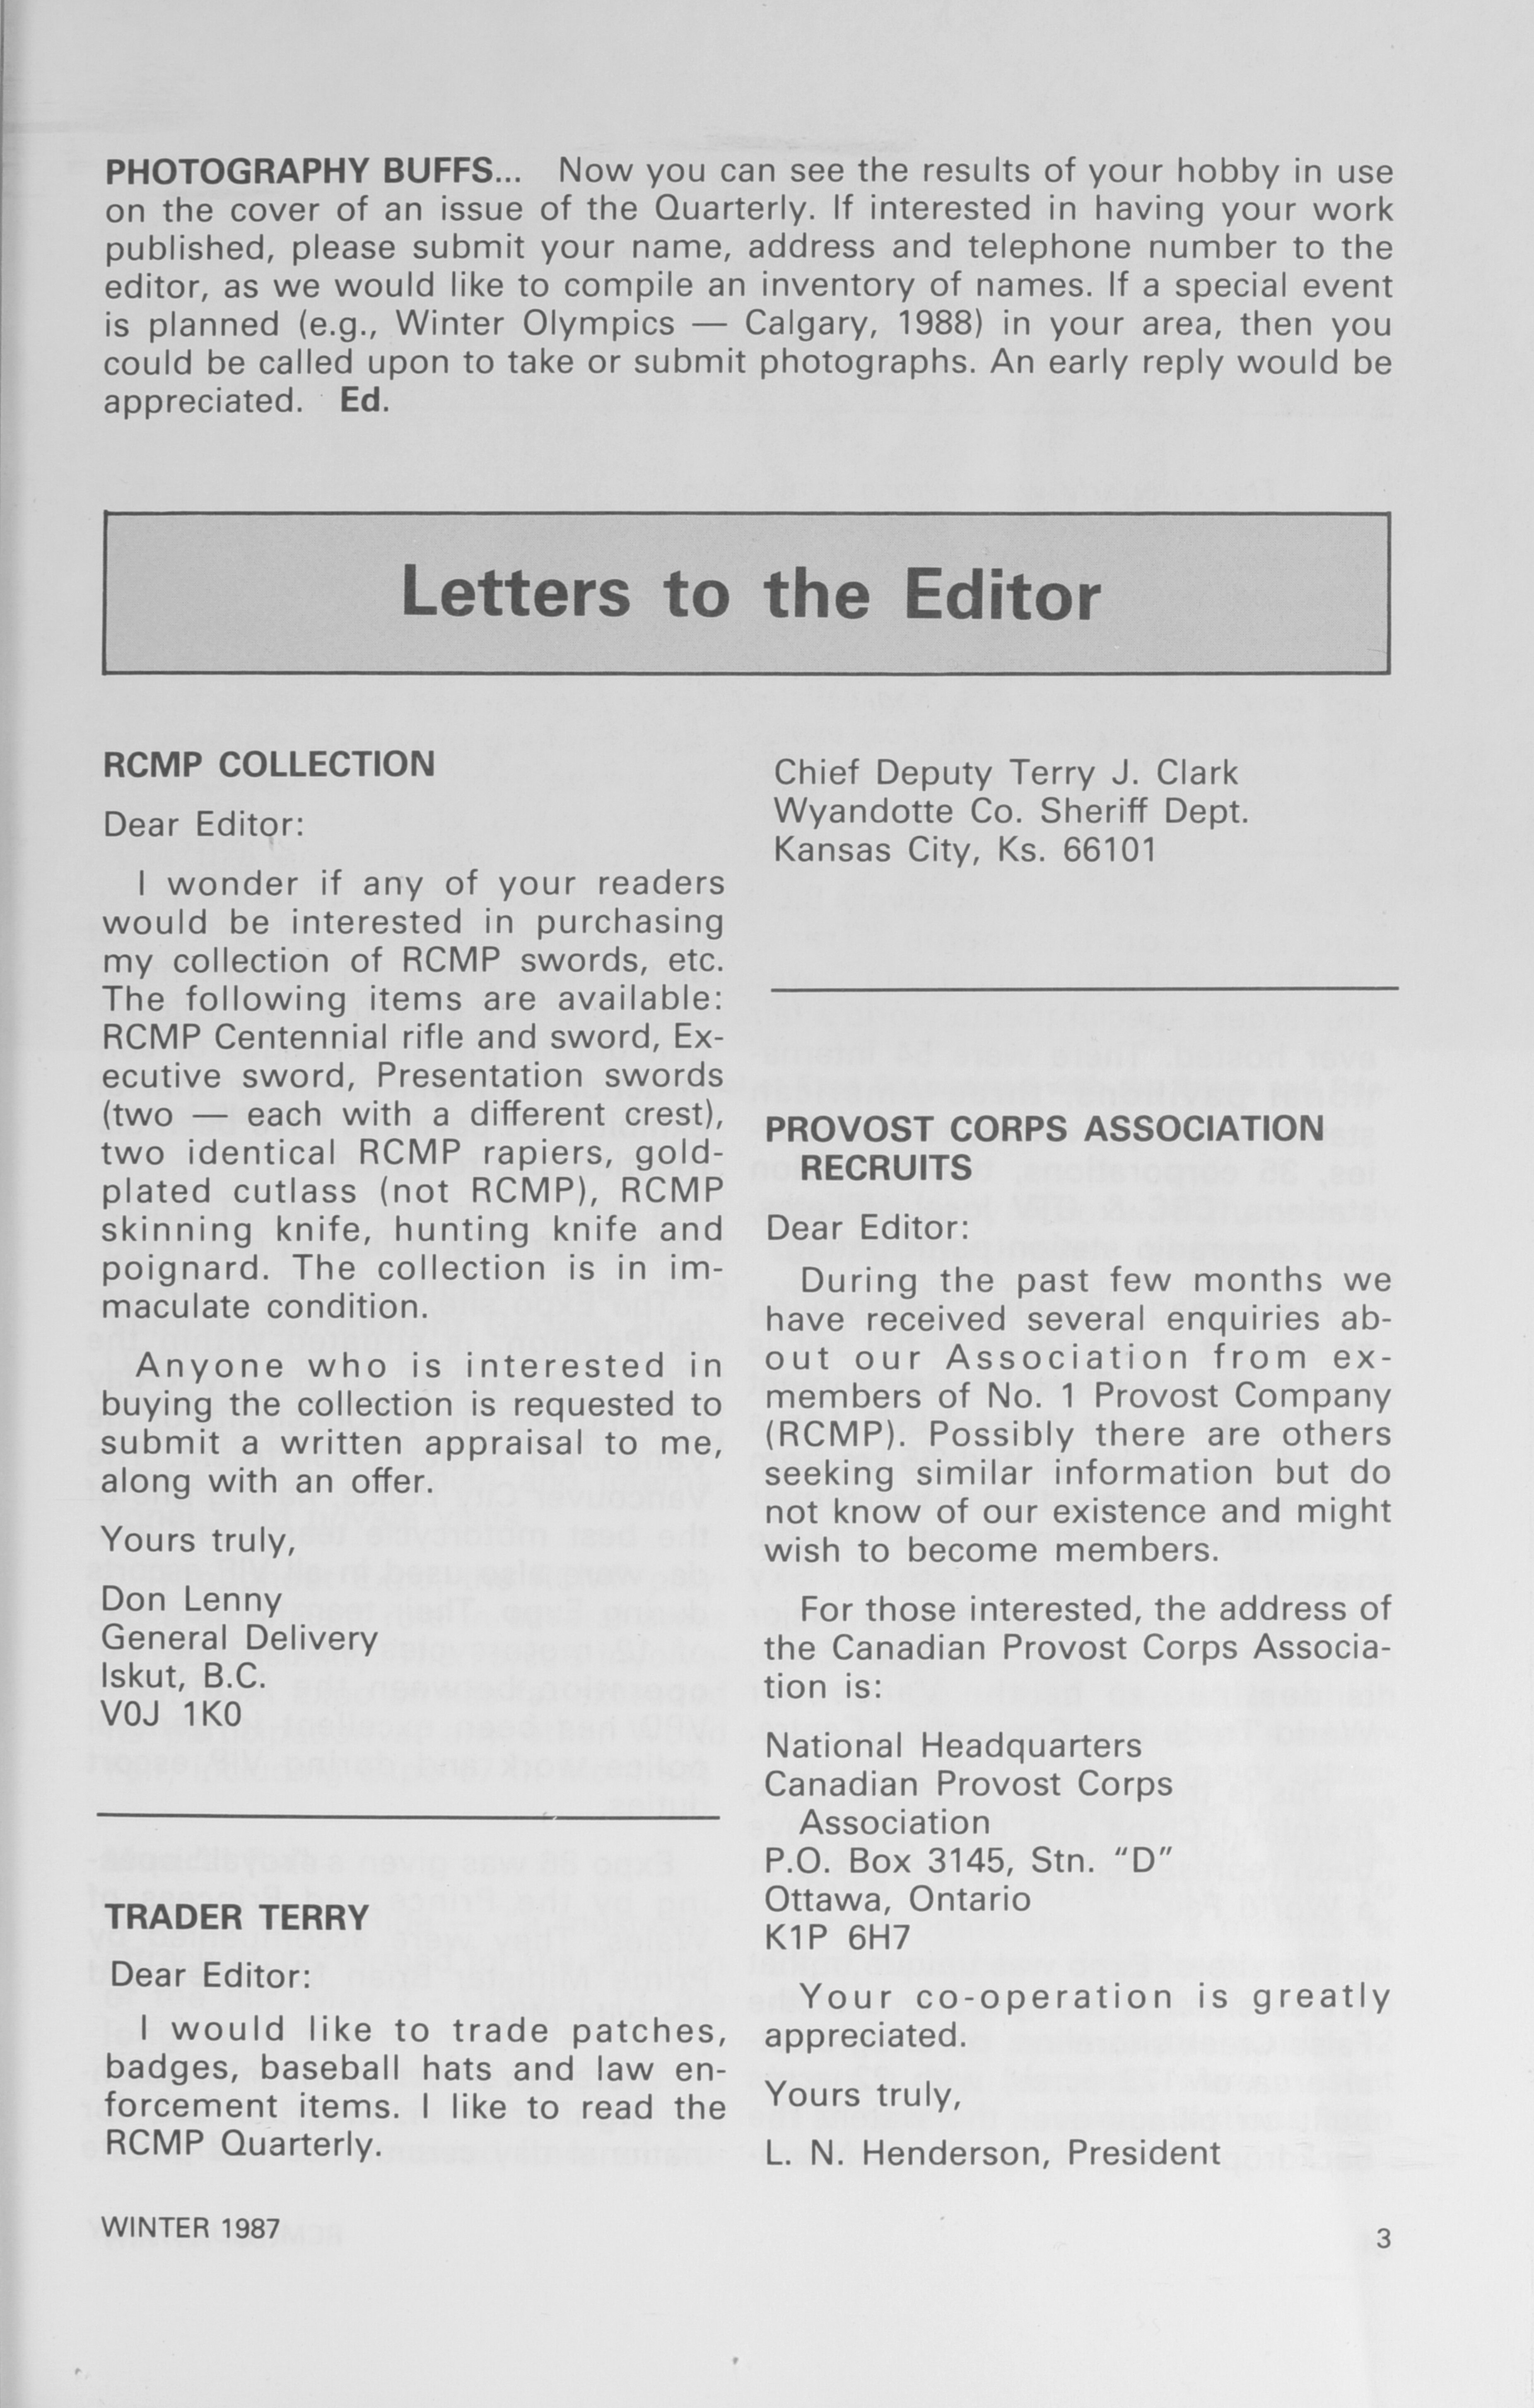 PHOTOGRAPHY BUFFS... Now you can see the results of your hobby in use
on the cover of an issue of the Quarterly. If interested in having your work
published, please submit your name, address and telephone number to the
editor, as we would like to compile an inventory of names. If a special event
is planned (e.g., Winter Olympics — Calgary, 1988) in your area, then you
could be called upon to take or submit photographs. An early reply would be
appreciated. Ed.
Letters to the Editor
RCMP COLLECTION
Dear Editor:
I wonder if any of your readers
would be interested in purchasing
my collection of RCMP swords, etc.
The following items are available:
RCMP Centennial rifle and sword, Ex-
ecutive sword, Presentation swords
(two — each with a different crest),
two identical RCMP rapiers, gold-
plated cutlass (not RCMP), RCMP
skinning knife, hunting knife and
poignard. The collection is in im-
maculate condition.
Anyone who is interested in
buying the collection is requested to
submit a written appraisal to me,
along with an offer.
Yours truly,
Don Lenny
General Delivery
Iskut, B.C.
V0J 1K0
TRADER TERRY
Dear Editor:
I would like to trade patches,
badges, baseball hats and law en-
forcement items. I like to read the
RCMP Quarterly.
Chief Deputy Terry J. Clark
Wyandotte Co. Sheriff Dept.
Kansas City, Ks. 66101
PROVOST CORPS ASSOCIATION
RECRUITS
Dear Editor:
During the past few months we
have received several enquiries ab-
out our Association from ex-
members of No. 1 Provost Company
(RCMP). Possibly there are others
seeking similar information but do
not know of our existence and might
wish to become members.
For those interested, the address of
the Canadian Provost Corps Associa-
tion is:
National Headquarters
Canadian Provost Corps
Association
P.O. Box 3145, Stn. "D"
Ottawa, Ontario
K1P 6H7
Your co-operation is greatly
appreciated.
Yours truly,
L. N. Henderson, President
WINTER 1987
3